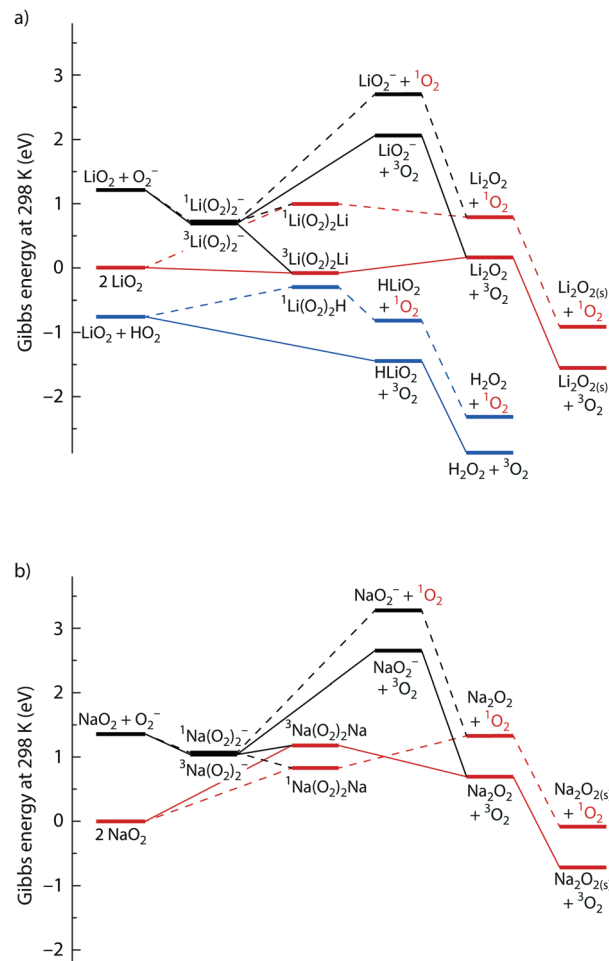 a)
Gibbs energy at 298 K (eV)
3
2
1
0
−1
−2
LiO₂⁻ + ¹O₂
LiO₂ + O₂⁻
¹Li(O₂)₂⁻
³Li(O₂)₂⁻
LiO₂⁻
+ ³O₂
Li₂O₂
+ ¹O₂
¹Li(O₂)₂Li
³Li(O₂)₂Li
2 LiO₂
Li₂O₂
+ ³O₂
¹Li(O₂)₂H
HLiO₂
+ ¹O₂
Li₂O₂₍ₛ₎
+ ¹O₂
LiO₂ + HO₂
HLiO₂
+ ³O₂
H₂O₂
+ ¹O₂
Li₂O₂₍ₛ₎
+ ³O₂
H₂O₂ + ³O₂
b)
Gibbs energy at 298 K (eV)
3
2
1
0
−1
−2
NaO₂⁻ + ¹O₂
NaO₂⁻
+ ³O₂
NaO₂ + O₂⁻
¹Na(O₂)₂⁻
³Na(O₂)₂⁻
³Na(O₂)₂Na
¹Na(O₂)₂Na
Na₂O₂
+ ¹O₂
2 NaO₂
Na₂O₂
+ ³O₂
Na₂O₂₍ₛ₎
+ ¹O₂
Na₂O₂₍ₛ₎
+ ³O₂